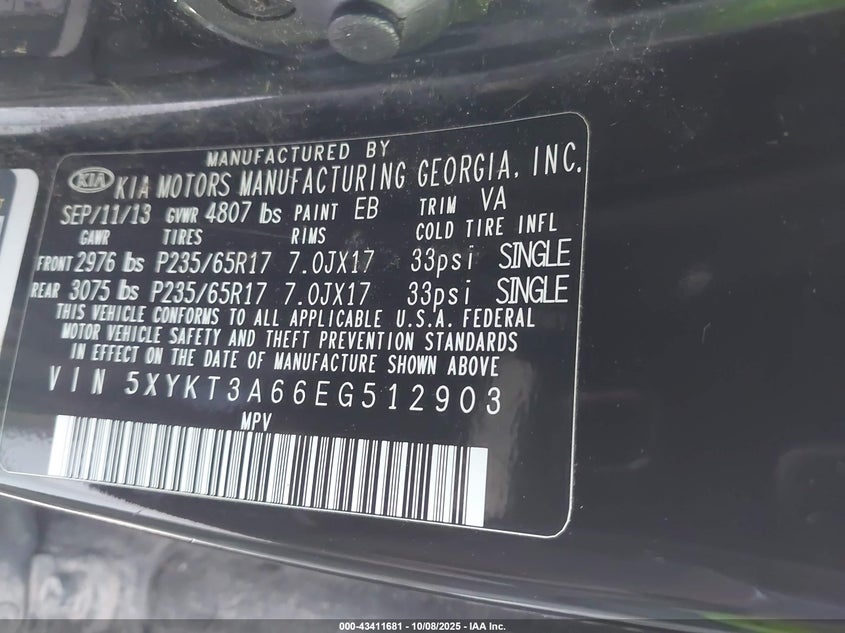 MANUFACTURED BY
KIA KIA MOTORS MANUFACTURING GEORGIA, INC.
SEP/11/13 GVWR 4807 lbs PAINT EB TRIM VA
GAWR TIRES RIMS COLD TIRE INFL
FRONT 2976 lbs P235/65R17 7.0JX17 33psi SINGLE
REAR 3075 lbs P235/65R17 7.0JX17 33psi SINGLE
THIS VEHICLE CONFORMS TO ALL APPLICABLE U.S.A. FEDERAL
MOTOR VEHICLE SAFETY AND THEFT PREVENTION STANDARDS
IN EFFECT ON THE DATE OF MANUFACTURE SHOWN ABOVE
VIN 5XYKT3A66EG512903
MPV
000-43411681 - 10/08/2025 - IAA Inc.